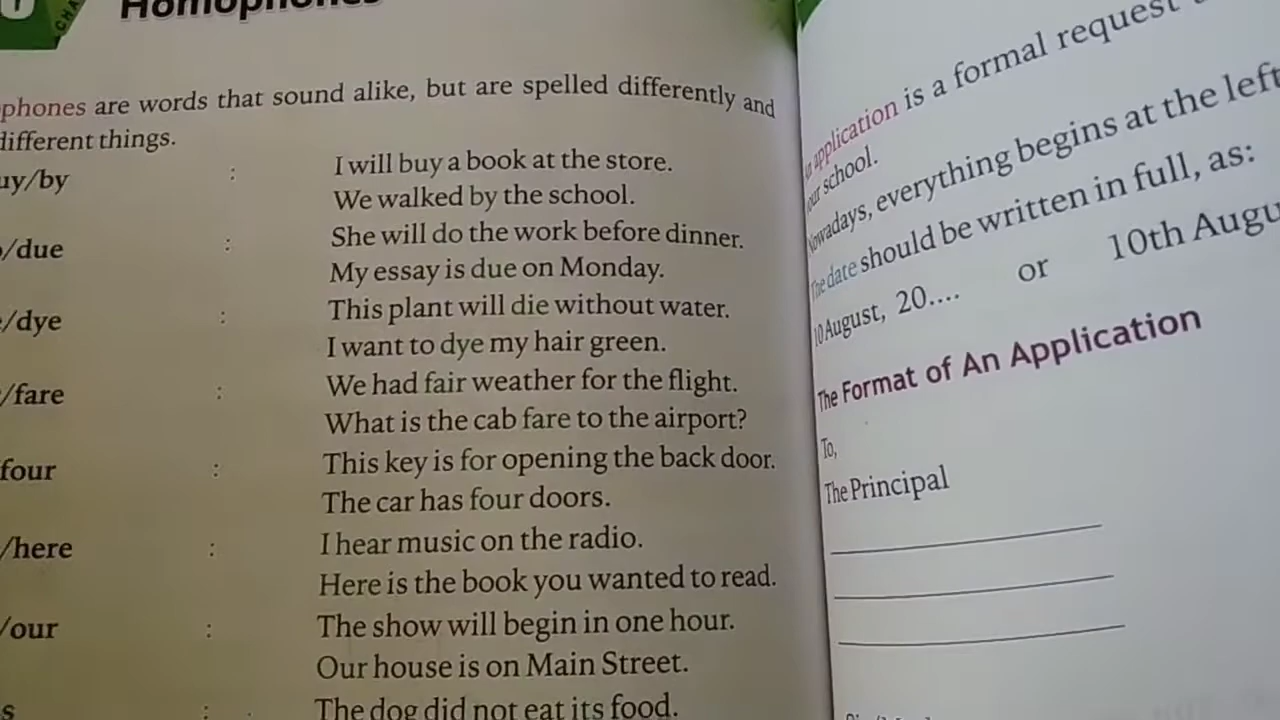 Homophones
phones are words that sound alike, but are spelled differently and
different things.
uy/by : I will buy a book at the store.
We walked by the school.
/due : She will do the work before dinner.
My essay is due on Monday.
/dye : This plant will die without water.
I want to dye my hair green.
/fare : We had fair weather for the flight.
What is the cab fare to the airport?
four : This key is for opening the back door.
The car has four doors.
/here : I hear music on the radio.
Here is the book you wanted to read.
/our : The show will begin in one hour.
Our house is on Main Street.
s : The dog did not eat its food.
application is a formal request
our school.
Nowadays, everything begins at the left
The date should be written in full, as:
10 August, 20.... or 10th Augu
The Format of An Application
To,
The Principal